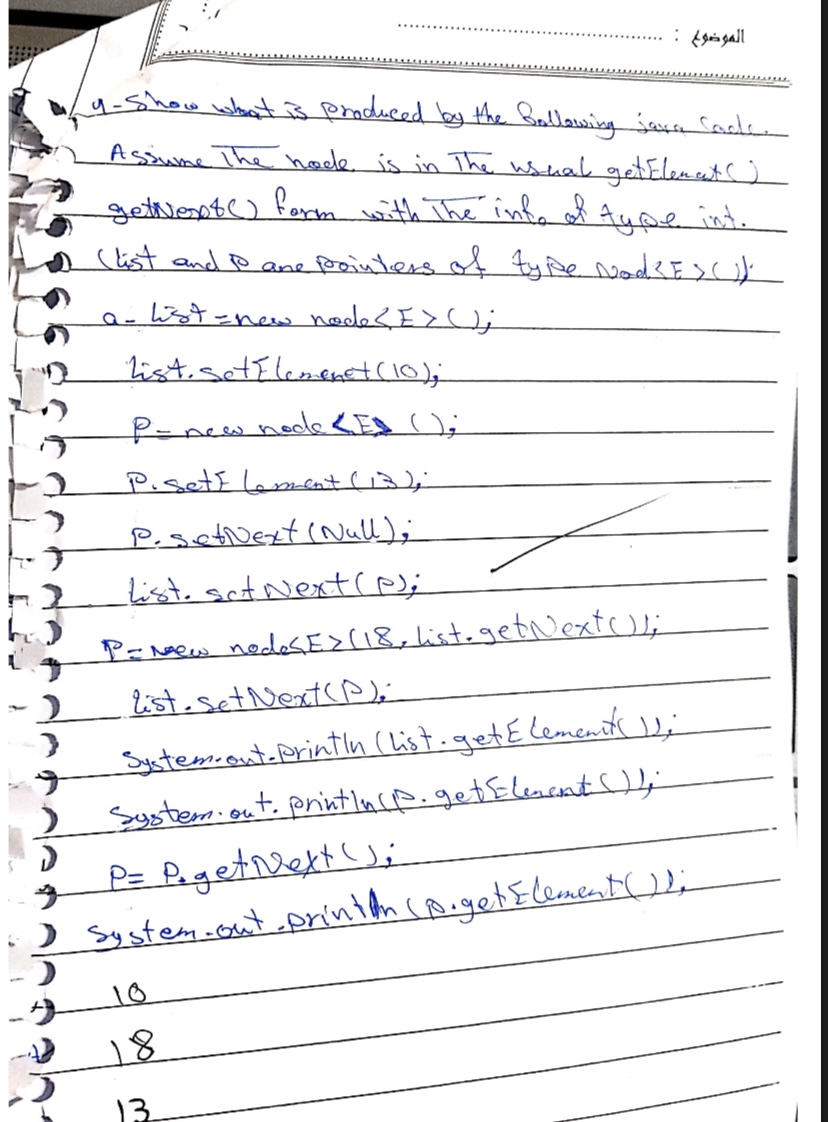 الموضوع : ..............................
9-Show what is produced by the following java code.
Assume The node is in The usual getElemat()
getNext() form with The info of type int.
(list and P are pointers of type Nod<E>());
a- List = new node<E>();
list.setElemenet(10);
P= new node <E> ();
P.setElement(13);
P.setNext(Null);
List.setNext(P);
P= New node<E>(18, list.getNext());
list.setNext(P);
System.out.println(list.getElement());
System.out.println(p.getElement());
P= P.getNext();
System.out.println(p.getElement());
10
18
13